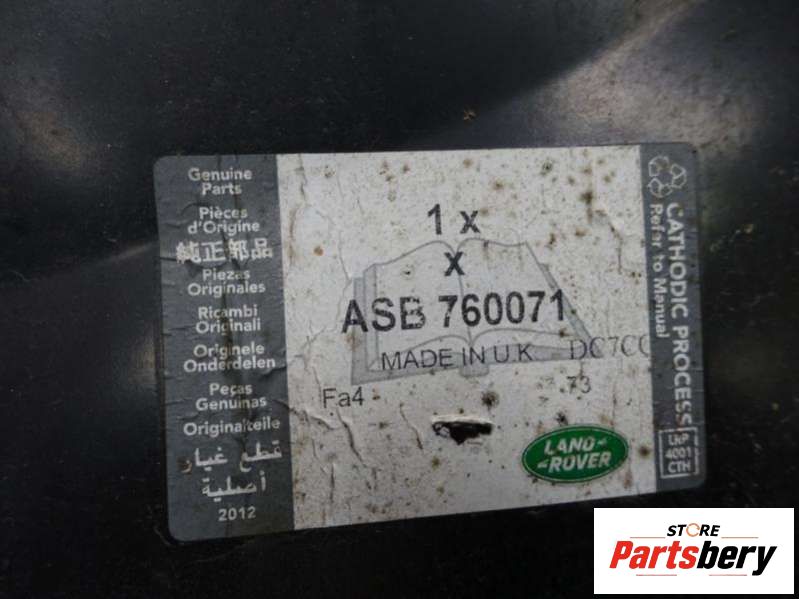 Genuine
Parts
Pièces
d'Origine
純正部品
Piezas
Originales
Ricambi
Originali
Originele
Onderdelen
Peças
Genuinas
Originalteile
قطع غيار
أصلية
2012
1 x
x
ASB 760071
MADE IN U.K
DC7CC
Fa4
73
LAND-
-ROVER
CATHODIC PROCESS
Refer to Manual
LRP
4001
CTH
STORE
Partsbery